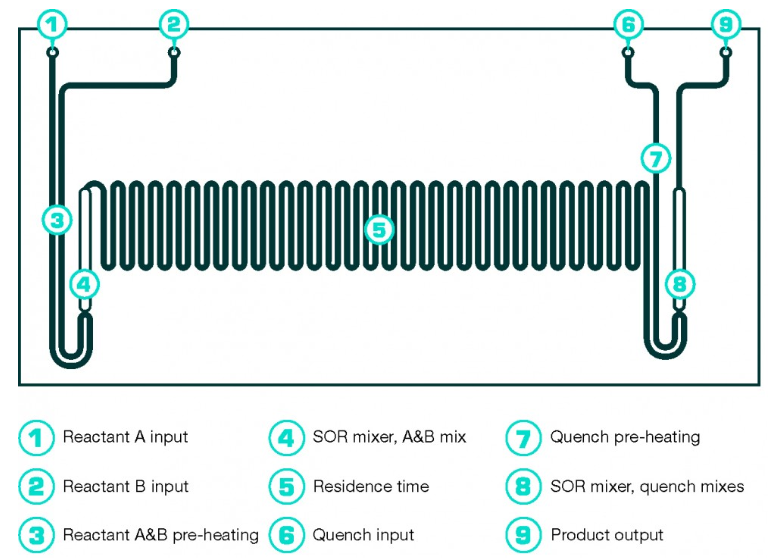 1 2 6 9
7
3
5
4 8
1 Reactant A input
2 Reactant B input
3 Reactant A&B pre-heating
4 SOR mixer, A&B mix
5 Residence time
6 Quench input
7 Quench pre-heating
8 SOR mixer, quench mixes
9 Product output